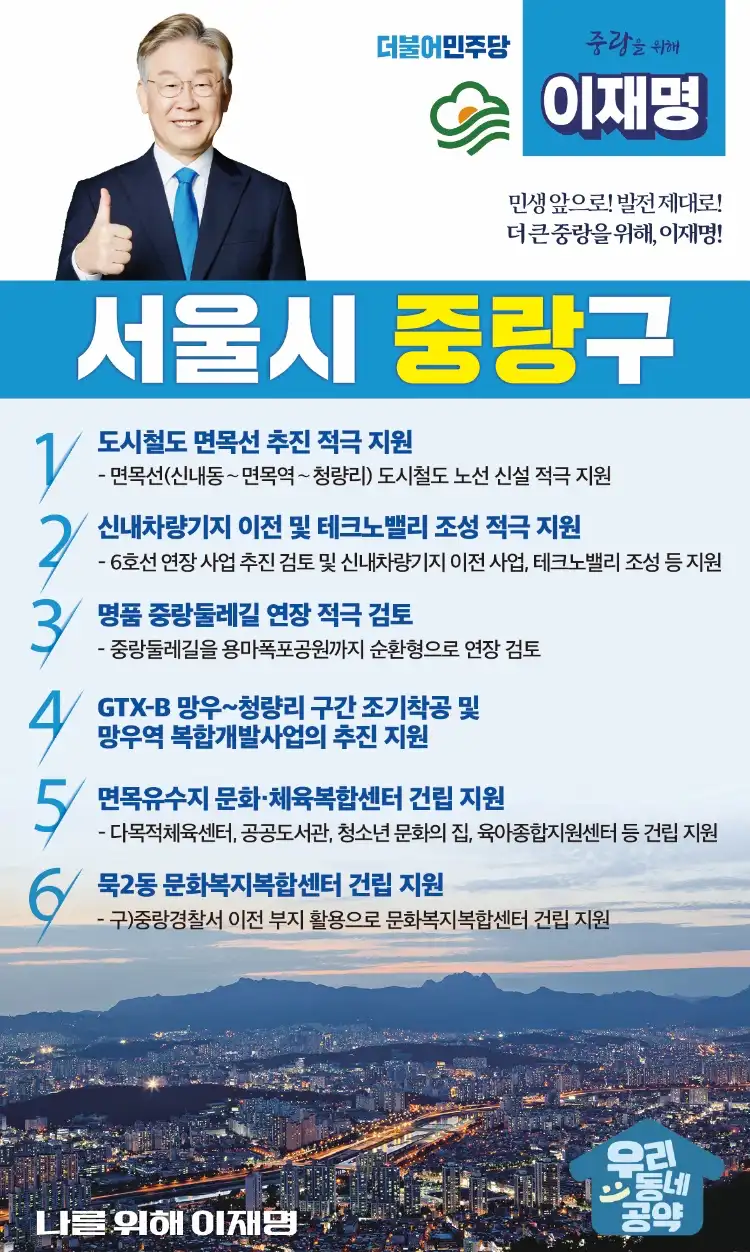 더불어민주당
중랑을 위해
이재명
민생 앞으로! 발전 제대로!
더 큰 중랑을 위해, 이재명!
서울시 중랑구
1 도시철도 면목선 추진 적극 지원
- 면목선(신내동~면목역~청량리) 도시철도 노선 신설 적극 지원
2 신내차량기지 이전 및 테크노밸리 조성 적극 지원
- 6호선 연장 사업 추진 검토 및 신내차량기지 이전 사업, 테크노밸리 조성 등 지원
3 명품 중랑둘레길 연장 적극 검토
- 중랑둘레길을 용마폭포공원까지 순환형으로 연장 검토
4 GTX-B 망우~청량리 구간 조기착공 및
망우역 복합개발사업의 추진 지원
5 면목유수지 문화·체육복합센터 건립 지원
- 다목적체육센터, 공공도서관, 청소년 문화의 집, 육아종합지원센터 등 건립 지원
6 묵2동 문화복지복합센터 건립 지원
- 구)중랑경찰서 이전 부지 활용으로 문화복지복합센터 건립 지원
우리
동네
공약
나를 위해 이재명